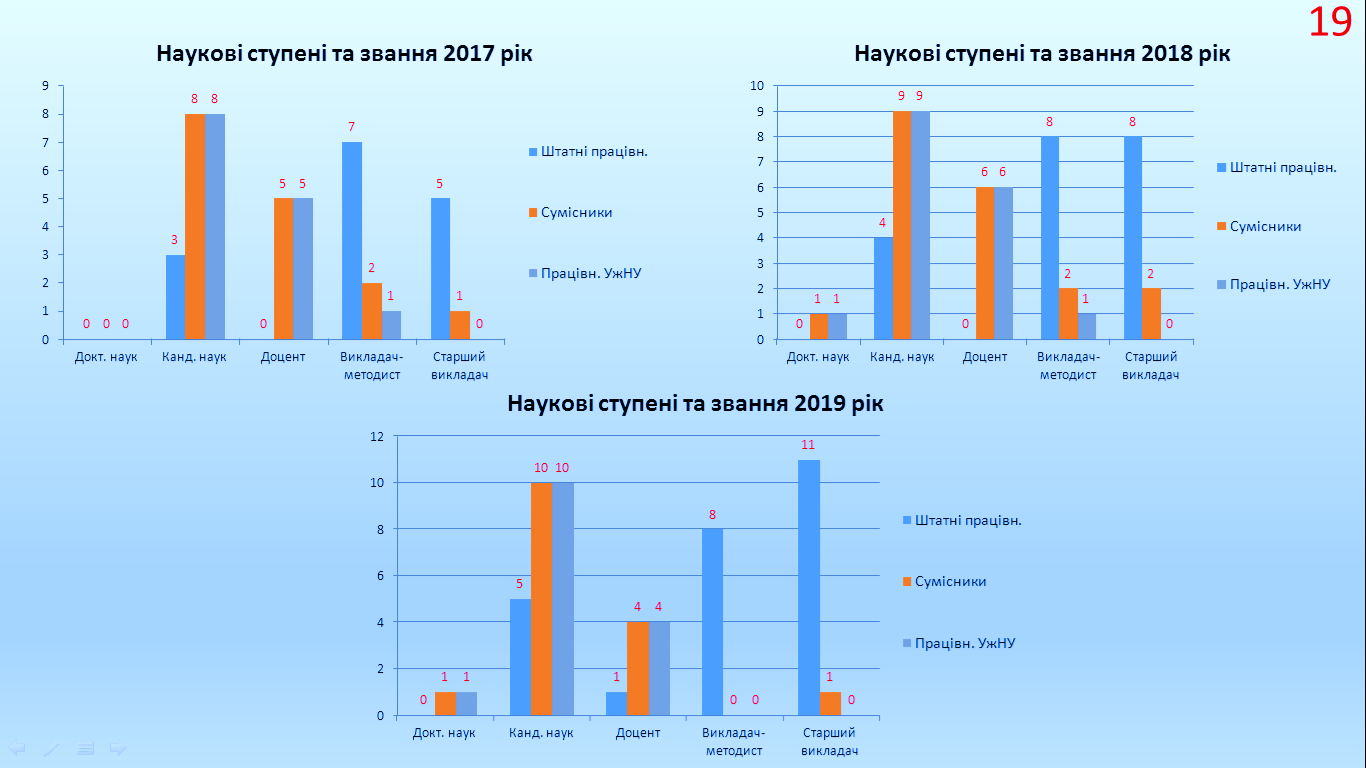 19
Наукові ступені та звання 2017 рік
9
8
7
6
5
4
3
2
1
0
0 0 0
3 8 8
0 5 5
7 2 1
5 1 0
Докт. наук
Канд. наук
Доцент
Викладач-
методист
Старший
викладач
Штатні працівн.
Сумісники
Працівн. УжНУ
Наукові ступені та звання 2018 рік
10
9
8
7
6
5
4
3
2
1
0
0 1 1
4 9 9
0 6 6
8 2 1
8 2 0
Докт. наук
Канд. наук
Доцент
Викладач-
методист
Старший
викладач
Штатні працівн.
Сумісники
Працівн. УжНУ
Наукові ступені та звання 2019 рік
12
10
8
6
4
2
0
0 1 1
5 10 10
1 4 4
8 0 0
11 1 0
Докт. наук
Канд. наук
Доцент
Викладач-
методист
Старший
викладач
Штатні працівн.
Сумісники
Працівн. УжНУ